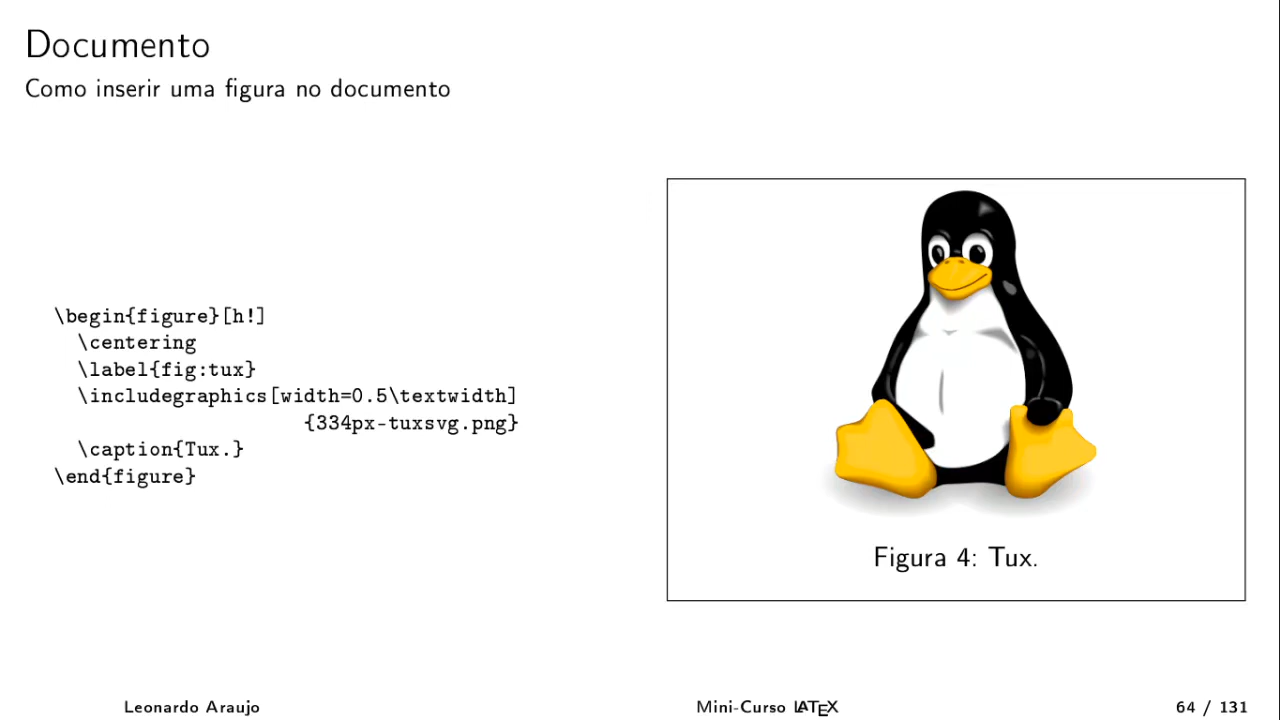 Documento
Como inserir uma figura no documento
\begin{figure}[h!]
\centering
\label{fig:tux}
\includegraphics[width=0.5\textwidth]
{334px-tuxsvg.png}
\caption{Tux.}
\end{figure}
Figura 4: Tux.
Leonardo Araujo
Mini-Curso LATEX
64 / 131